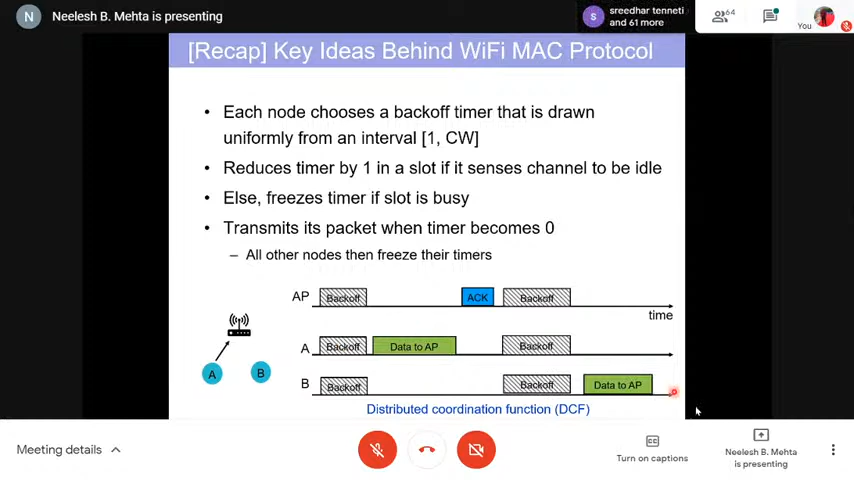 N Neelesh B. Mehta is presenting
S sreedhar tenneti
and 61 more
64
You
[Recap] Key Ideas Behind WiFi MAC Protocol
• Each node chooses a backoff timer that is drawn
uniformly from an interval [1, CW]
• Reduces timer by 1 in a slot if it senses channel to be idle
• Else, freezes timer if slot is busy
• Transmits its packet when timer becomes 0
– All other nodes then freeze their timers
AP Backoff ACK Backoff
time
A Backoff Data to AP Backoff
A B
B Backoff Backoff Data to AP
Distributed coordination function (DCF)
Meeting details
CC
Turn on captions
Neelesh B. Mehta
is presenting